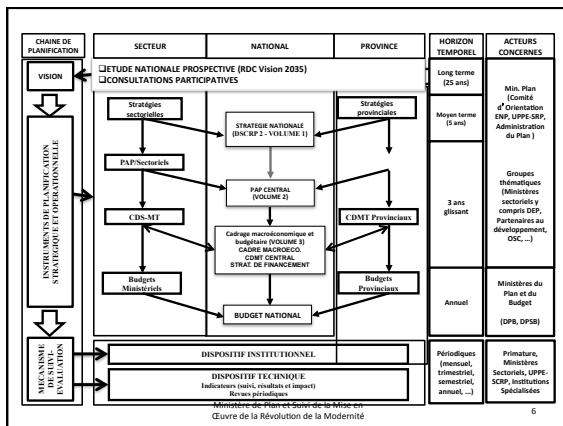 CHAINE DE
PLANIFICATION
SECTEUR
NATIONAL
PROVINCE
HORIZON
TEMPOREL
ACTEURS
CONCERNES
VISION
❑ETUDE NATIONALE PROSPECTIVE (RDC Vision 2035)
❑CONSULTATIONS PARTICIPATIVES
Long terme
(25 ans)
INSTRUMENTS DE PLANIFICATION
STRATEGIQUE ET OPERATIONNELLE
Stratégies
sectorielles
STRATEGIE NATIONALE
(DSCRP 2 - VOLUME 1)
Stratégies
provinciales
Moyen terme
(5 ans)
Min. Plan
(Comité
d'Orientation
ENP, UPPE-SRP,
Administration
du Plan )
PAP/Sectoriels
PAP CENTRAL
(VOLUME 2)
CDS-MT
Cadrage macroéconomique et
budgétaire (VOLUME 3)
CADRE MACROECO.
CDMT CENTRAL
STRAT. DE FINANCEMENT
CDMT Provinciaux
3 ans
glissant
Groupes
thématiques
(Ministères
sectoriels y
compris DEP,
Partenaires au
développement,
OSC, ...)
Budgets
Ministériels
BUDGET NATIONAL
Budgets
Provinciaux
Annuel
Ministères du
Plan et du
Budget
(DPB, DPSB)
MECANISME
DE SUIVI-
EVALUATION
DISPOSITIF INSTITUTIONNEL
DISPOSITIF TECHNIQUE
Indicateurs (suivi, résultats et impact)
Revues périodiques
Périodiques
(mensuel,
trimestriel,
semestriel,
annuel, ...)
Primature,
Ministères
Sectoriels, UPPE-
SCRP, Institutions
Spécialisées
Ministère de Plan et Suivi de la Mise en
Œuvre de la Révolution de la Modernité
6